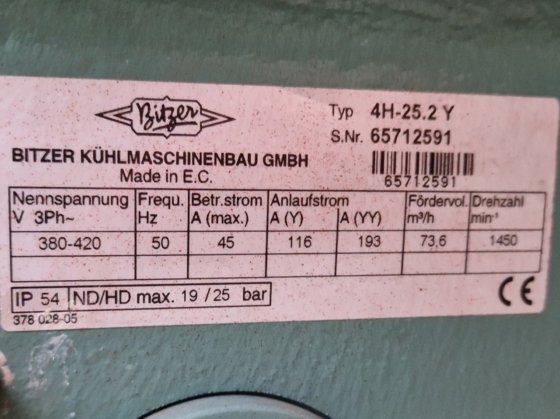 Bitzer
Typ 4H-25.2 Y
S.Nr. 65712591
65712591
BITZER KÜHLMASCHINENBAU GMBH
Made in E.C.
Nennspannung Frequ. Betr.strom Anlaufstrom Fördervol. Drehzahl
V 3Ph~ Hz A (max.) A (Y) A (YY) m³/h min⁻¹
380-420 50 45 116 193 73,6 1450
IP 54 ND/HD max. 19 / 25 bar CE
378 028-05